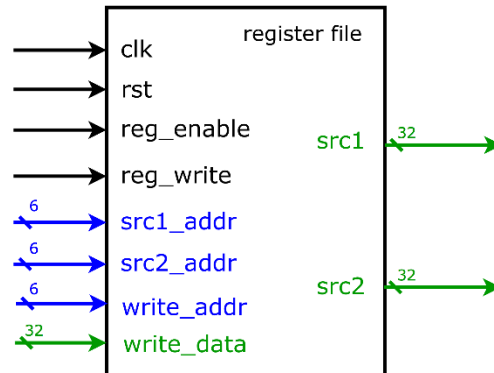 register file
clk
rst
reg_enable
reg_write
6 src1_addr
6 src2_addr
6 write_addr
32 write_data
src1 32
src2 32